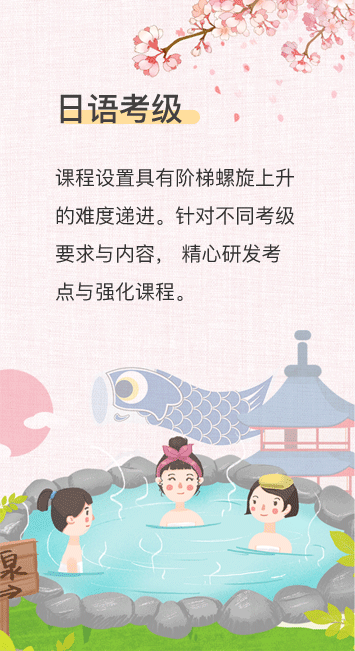 日语考级
课程设置具有阶梯螺旋上升
的难度递进。针对不同考级
要求与内容， 精心研发考
点与强化课程。
泉